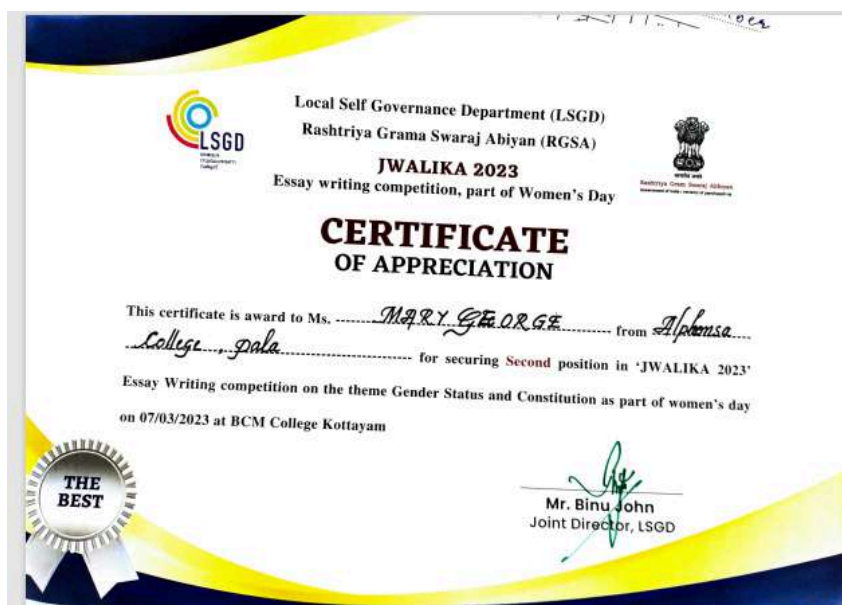 Local Self Governance Department (LSGD)
Rashtriya Grama Swaraj Abiyan (RGSA)
JWALIKA 2023
Essay writing competition, part of Women's Day
LSGD
Rashtriya Gram Swaraj Abhiyan
CERTIFICATE
OF APPRECIATION
This certificate is award to Ms. MARY GEORGE from Alphonsa
College, pala for securing Second position in 'JWALIKA 2023'
Essay Writing competition on the theme Gender Status and Constitution as part of women's day
on 07/03/2023 at BCM College Kottayam
THE
BEST
Mr. Binu John
Joint Director, LSGD